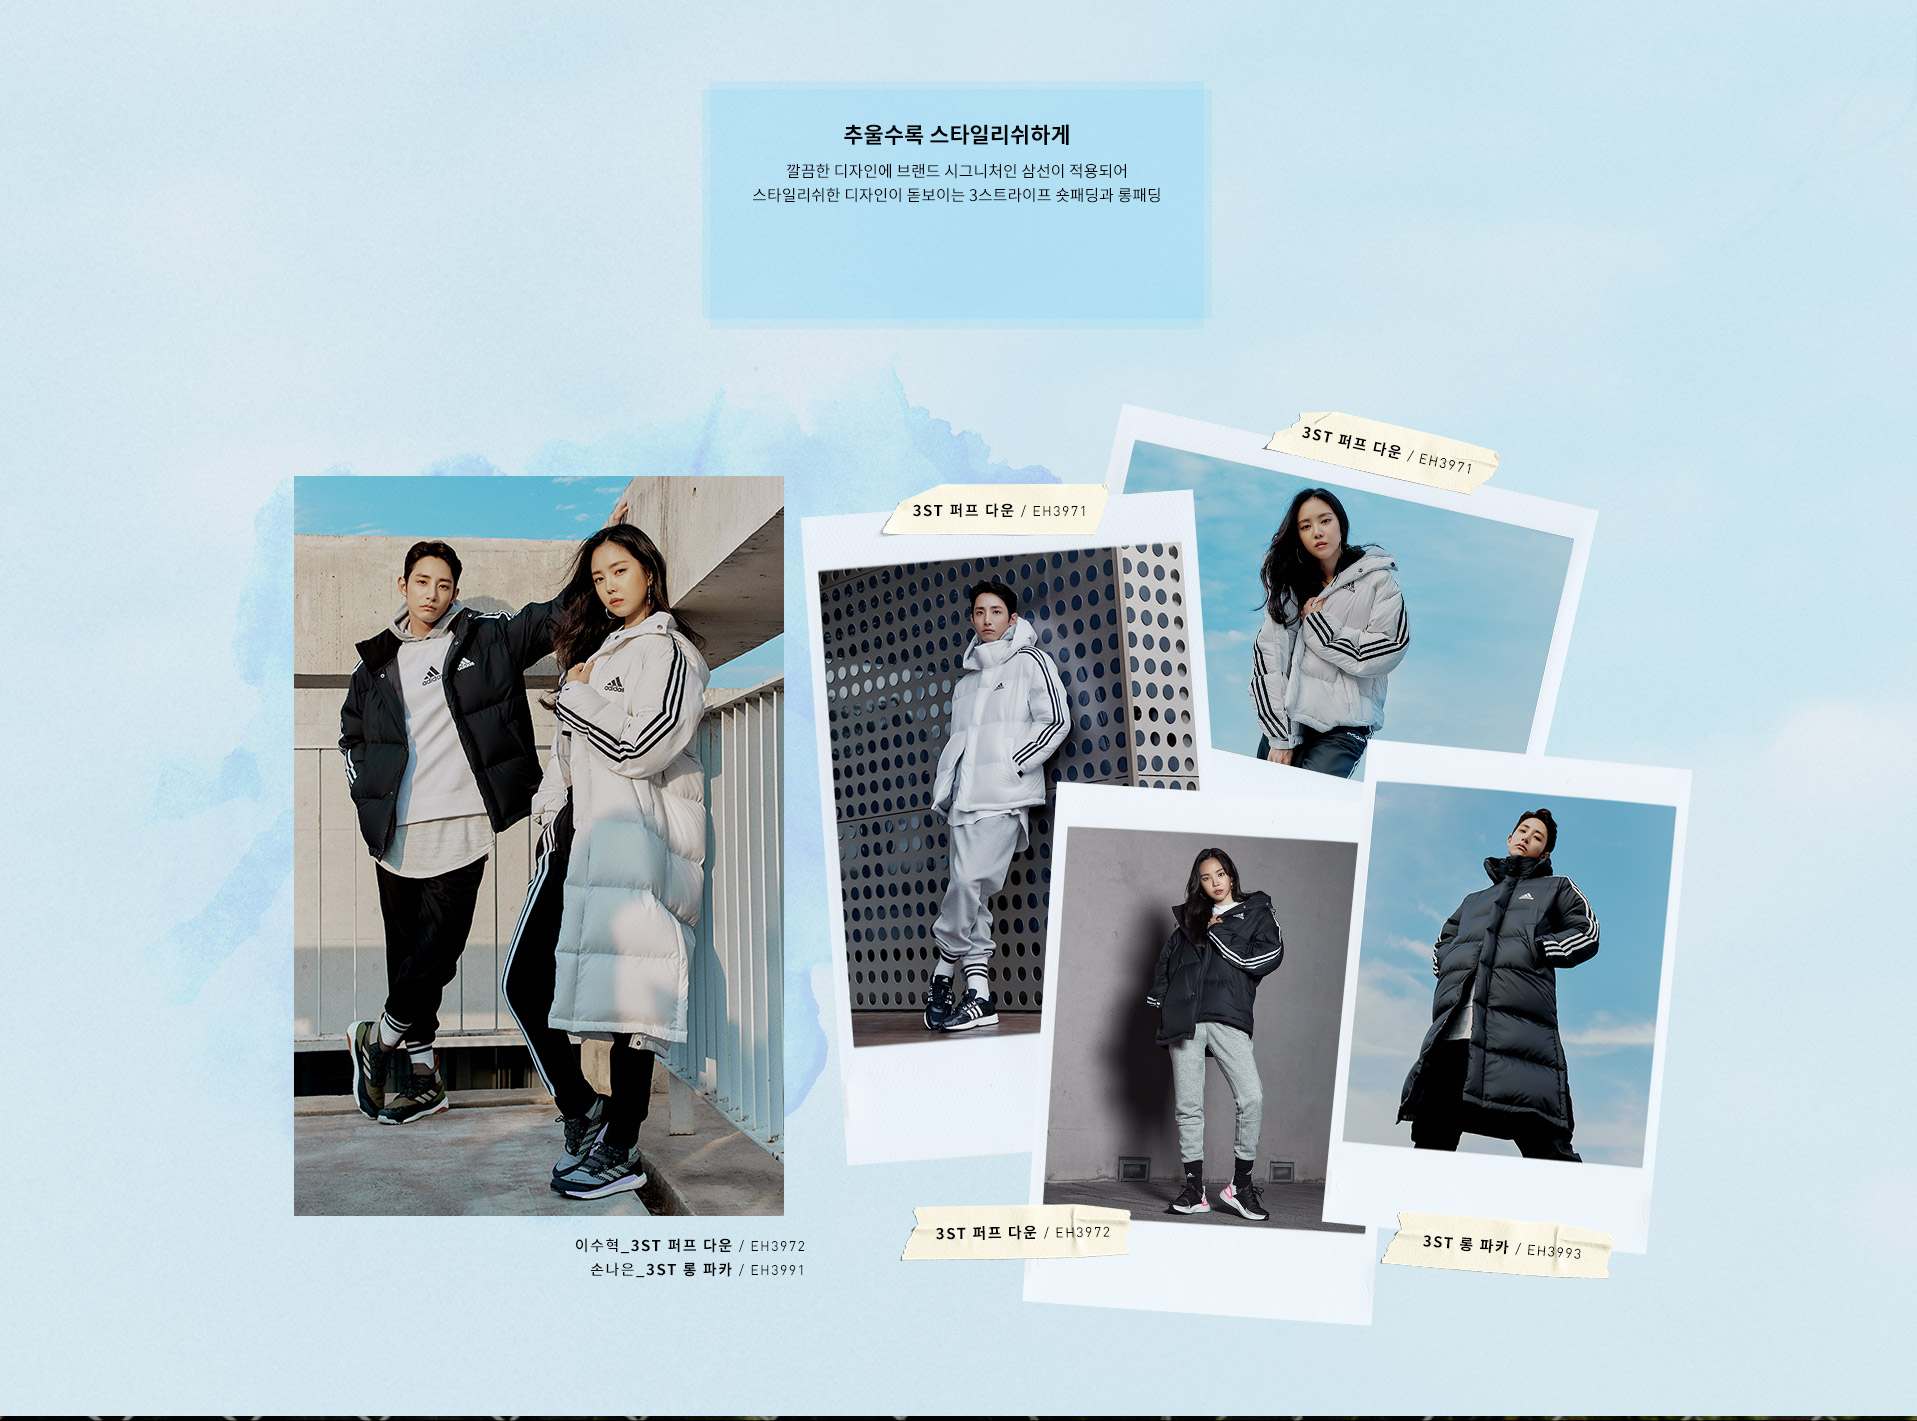 추울수록 스타일리쉬하게
깔끔한 디자인에 브랜드 시그니처인 삼선이 적용되어
스타일리쉬한 디자인이 돋보이는 3스트라이프 숏패딩과 롱패딩
3ST 퍼프 다운 / EH3971
3ST 퍼프 다운 / EH3971
adidas
adidas
adidas
이수혁_3ST 퍼프 다운 / EH3972
손나은_3ST 롱 파카 / EH3991
3ST 퍼프 다운 / EH3972
3ST 롱 파카 / EH3993